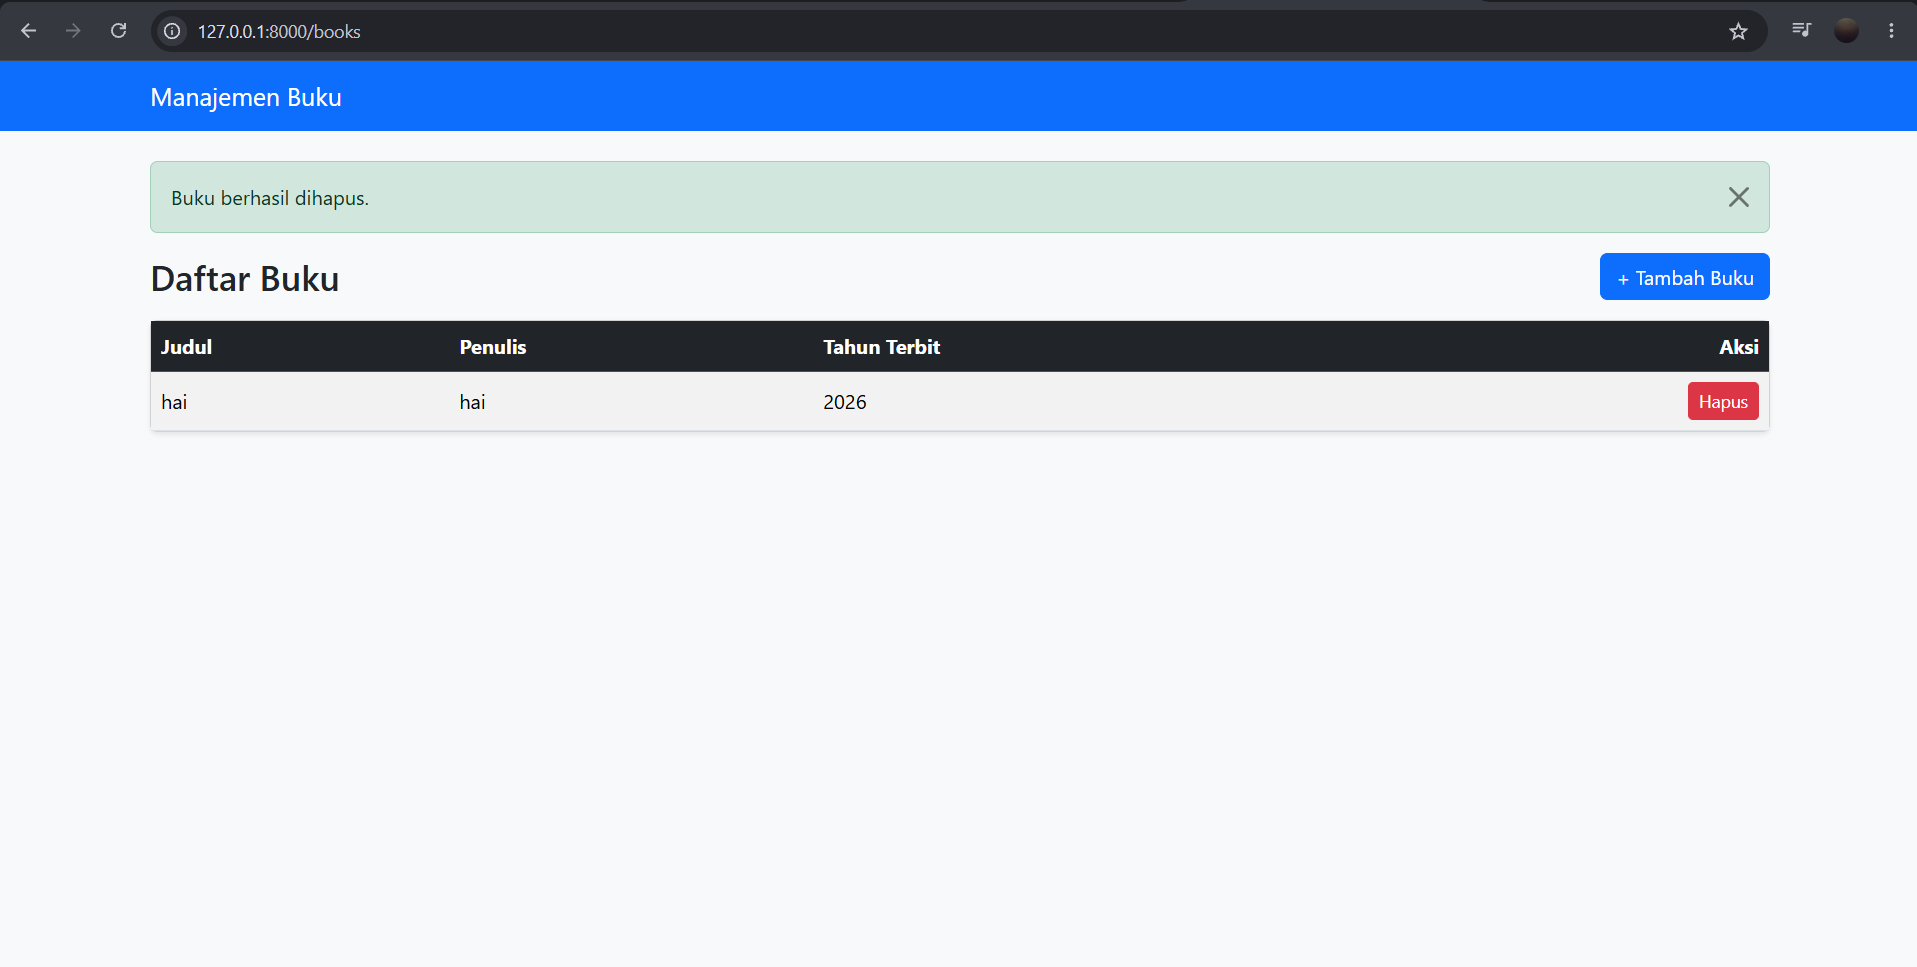 127.0.0.1:8000/books
Manajemen Buku
Buku berhasil dihapus.
Daftar Buku
+ Tambah Buku
Judul Penulis Tahun Terbit Aksi
hai hai 2026 Hapus